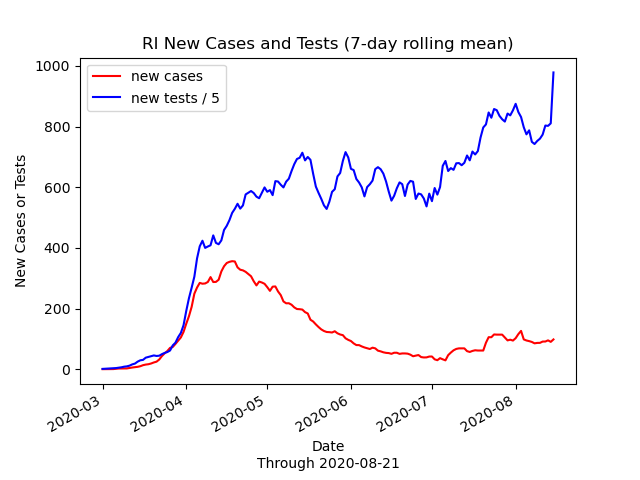 RI New Cases and Tests (7-day rolling mean)
new cases
new tests / 5
1000
800
600
400
200
0
New Cases or Tests
2020-03
2020-04
2020-05
2020-06
2020-07
2020-08
Date
Through 2020-08-21